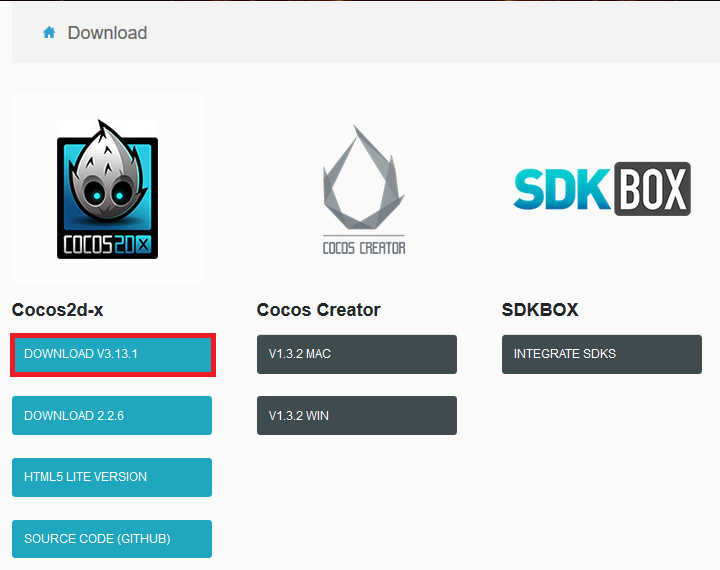 Download
COCOS2DX
COCOS CREATOR
SDKBOX
Cocos2d-x
DOWNLOAD V3.13.1
DOWNLOAD 2.2.6
HTML5 LITE VERSION
SOURCE CODE (GITHUB)
Cocos Creator
V1.3.2 MAC
V1.3.2 WIN
SDKBOX
INTEGRATE SDKS